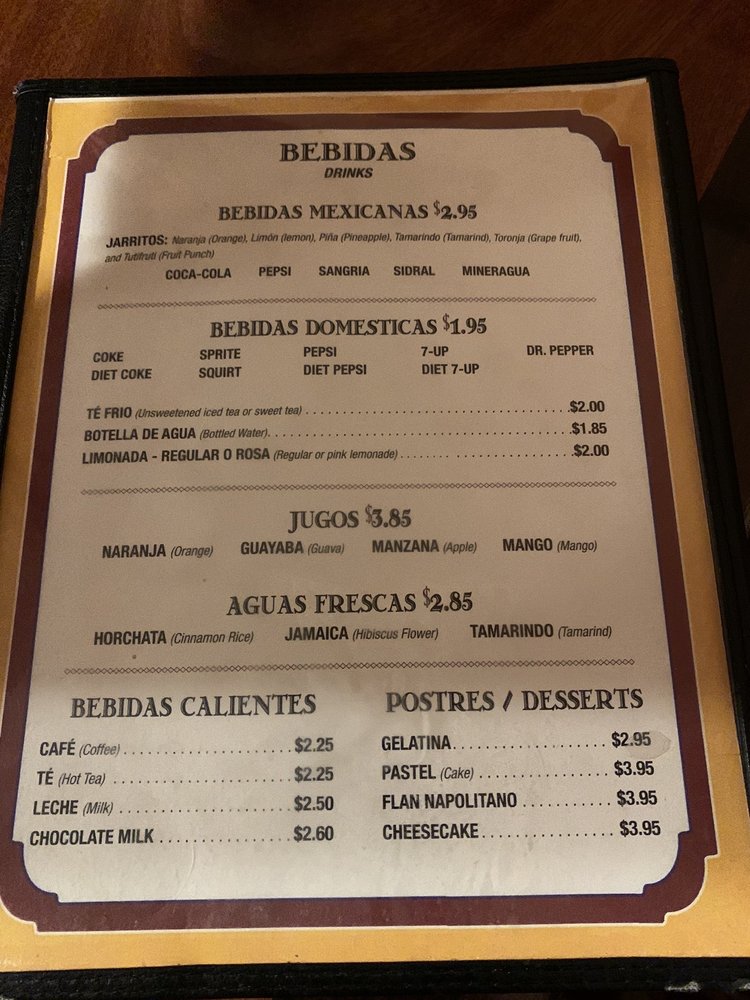 BEBIDAS
DRINKS
BEBIDAS MEXICANAS $2.95
JARRITOS: Naranja (Orange), Limón (lemon), Piña (Pineapple), Tamarindo (Tamarind), Toronja (Grape fruit),
and Tutifruti (Fruit Punch)
COCA-COLA PEPSI SANGRIA SIDRAL MINERAGUA
BEBIDAS DOMESTICAS $1.95
COKE SPRITE PEPSI 7-UP DR. PEPPER
DIET COKE SQUIRT DIET PEPSI DIET 7-UP
TÉ FRIO (Unsweetened iced tea or sweet tea) $2.00
BOTELLA DE AGUA (Bottled Water) $1.85
LIMONADA - REGULAR O ROSA (Regular or pink lemonade) $2.00
JUGOS $3.85
NARANJA (Orange) GUAYABA (Guava) MANZANA (Apple) MANGO (Mango)
AGUAS FRESCAS $2.85
HORCHATA (Cinnamon Rice) JAMAICA (Hibiscus Flower) TAMARINDO (Tamarind)
BEBIDAS CALIENTES
CAFÉ (Coffee) $2.25
TÉ (Hot Tea) $2.25
LECHE (Milk) $2.50
CHOCOLATE MILK $2.60
POSTRES / DESSERTS
GELATINA $2.95
PASTEL (Cake) $3.95
FLAN NAPOLITANO $3.95
CHEESECAKE $3.95